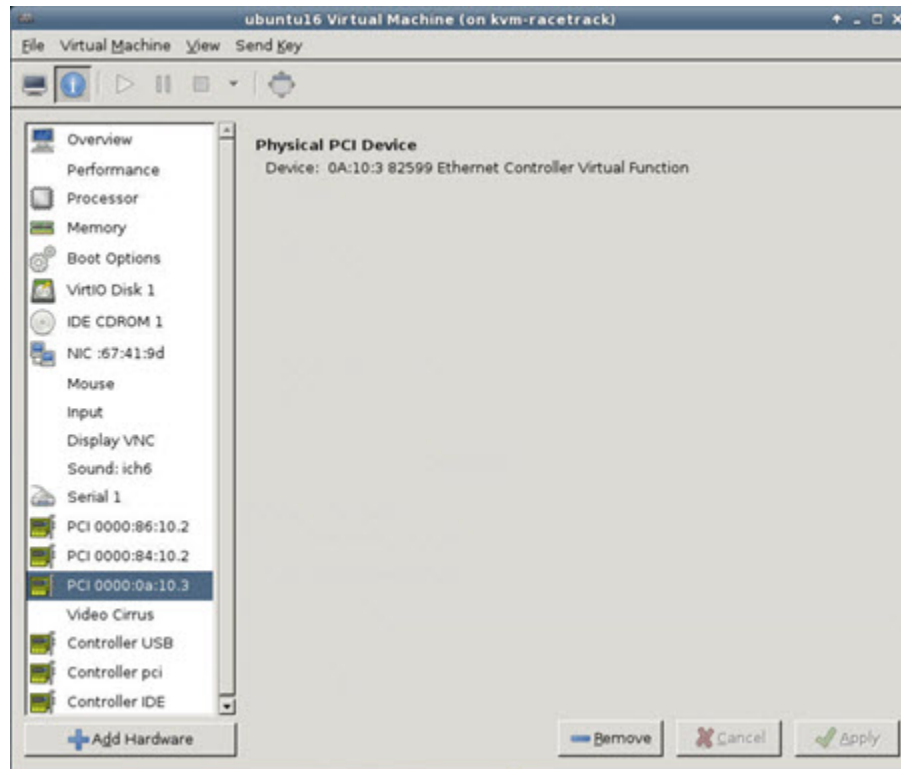 ubuntu16 Virtual Machine (on kvm-racetrack)
File Virtual Machine View Send Key
Overview
Performance
Processor
Memory
Boot Options
VirtIO Disk 1
IDE CDROM 1
NIC :67:41:9d
Mouse
Input
Display VNC
Sound: ich6
Serial 1
PCI 0000:86:10.2
PCI 0000:84:10.2
PCI 0000:0a:10.3
Video Cirrus
Controller USB
Controller pci
Controller IDE
Add Hardware
Physical PCI Device
Device: 0A:10:3 82599 Ethernet Controller Virtual Function
Remove Cancel Apply